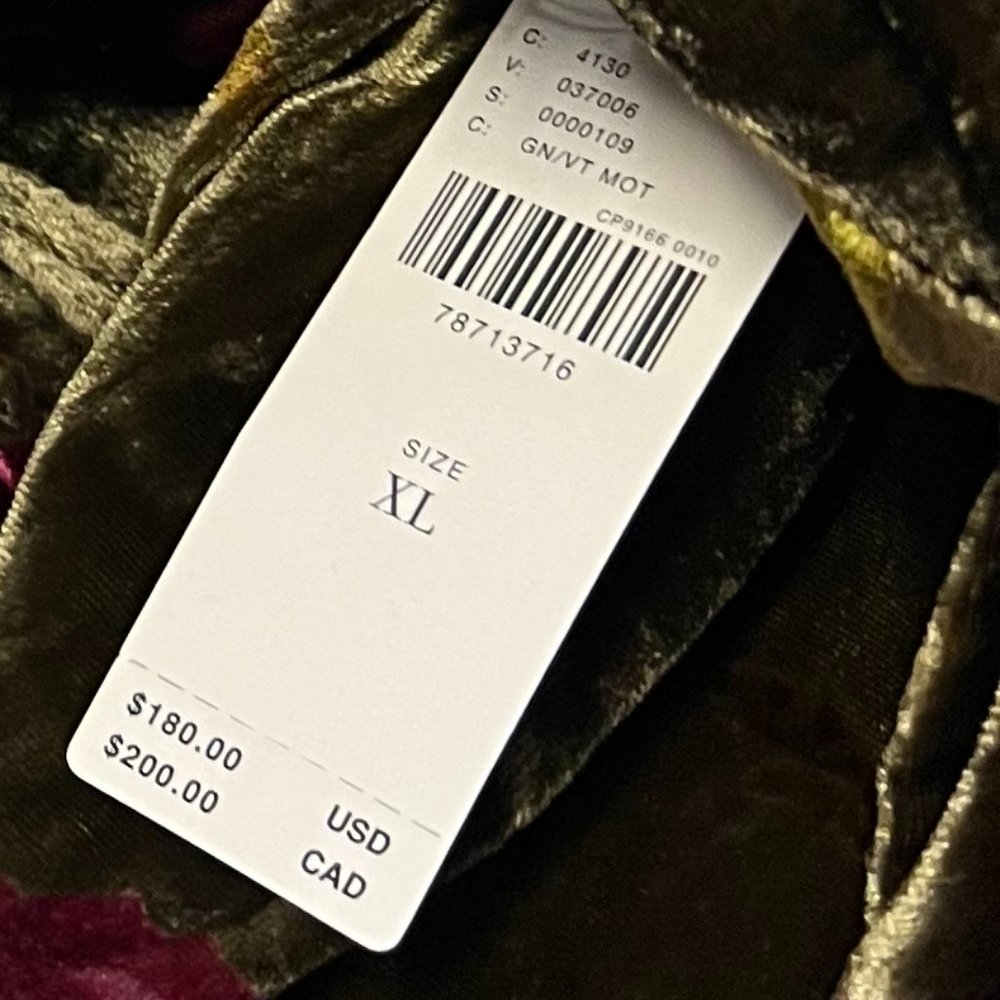 C: 4130
V: 037006
S: 0000109
C: GN/VT MOT
CP9166 0010
78713716
SIZE
XL
$180.00 USD
$200.00 CAD